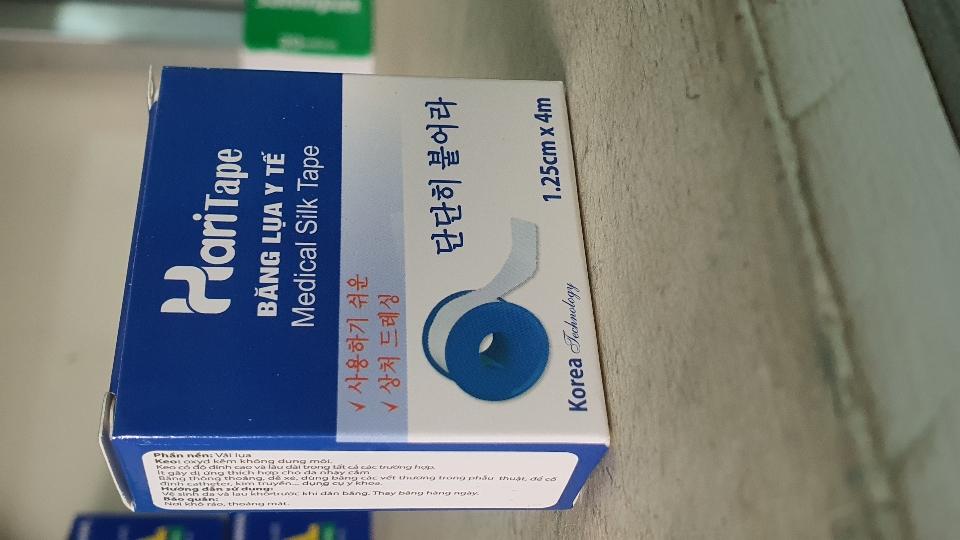 HariTape
BĂNG LỤA Y TẾ
Medical Silk Tape
✓ 사용하기 쉬운
✓ 상처 드레싱
단단히 붙어라
Korea Technology
1.25cm x 4m
Phần nền: Vải lụa
Keo: oxyd kẽm không dung môi.
Keo có độ dính cao và lâu dài trong tất cả các trường hợp.
Ít gây dị ứng thích hợp cho da nhạy cảm
Băng thông thoáng, dễ xé, dùng băng các vết thương trong phẫu thuật, để cố
định catheter, kim truyền... dụng cụ y khoa.
Hướng dẫn sử dụng:
Vệ sinh da và lau khô trước khi dán băng. Thay băng hàng ngày.
Bảo quản:
Nơi khô ráo, thoáng mát.